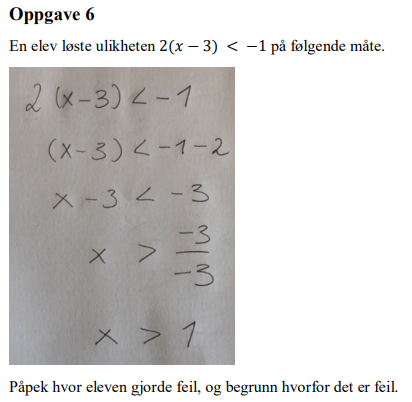 Oppgave 6
En elev løste ulikheten 2(x − 3) < −1 på følgende måte.
2 (x-3) < -1
(x-3) < -1-2
x -3 < -3
x > -3/-3
x > 1
Påpek hvor eleven gjorde feil, og begrunn hvorfor det er feil.